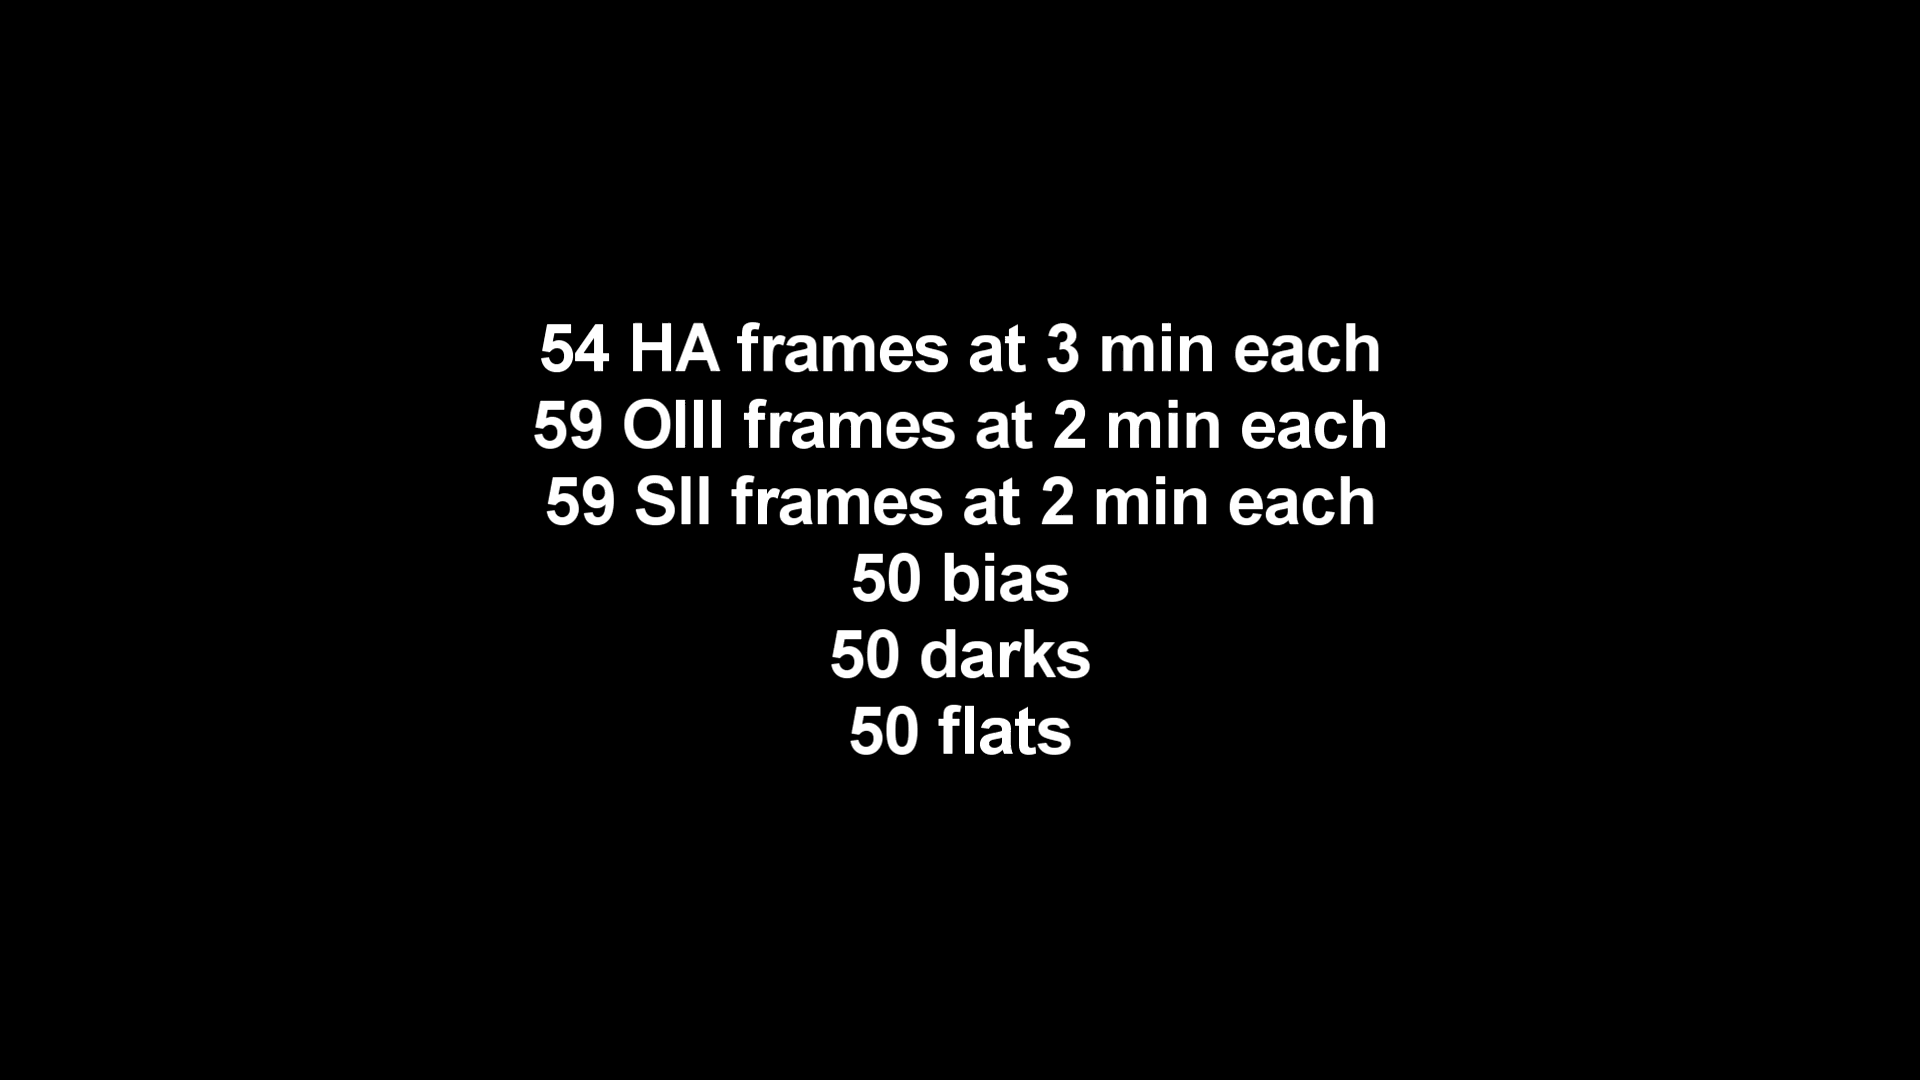 54 HA frames at 3 min each
59 OIII frames at 2 min each
59 SII frames at 2 min each
50 bias
50 darks
50 flats